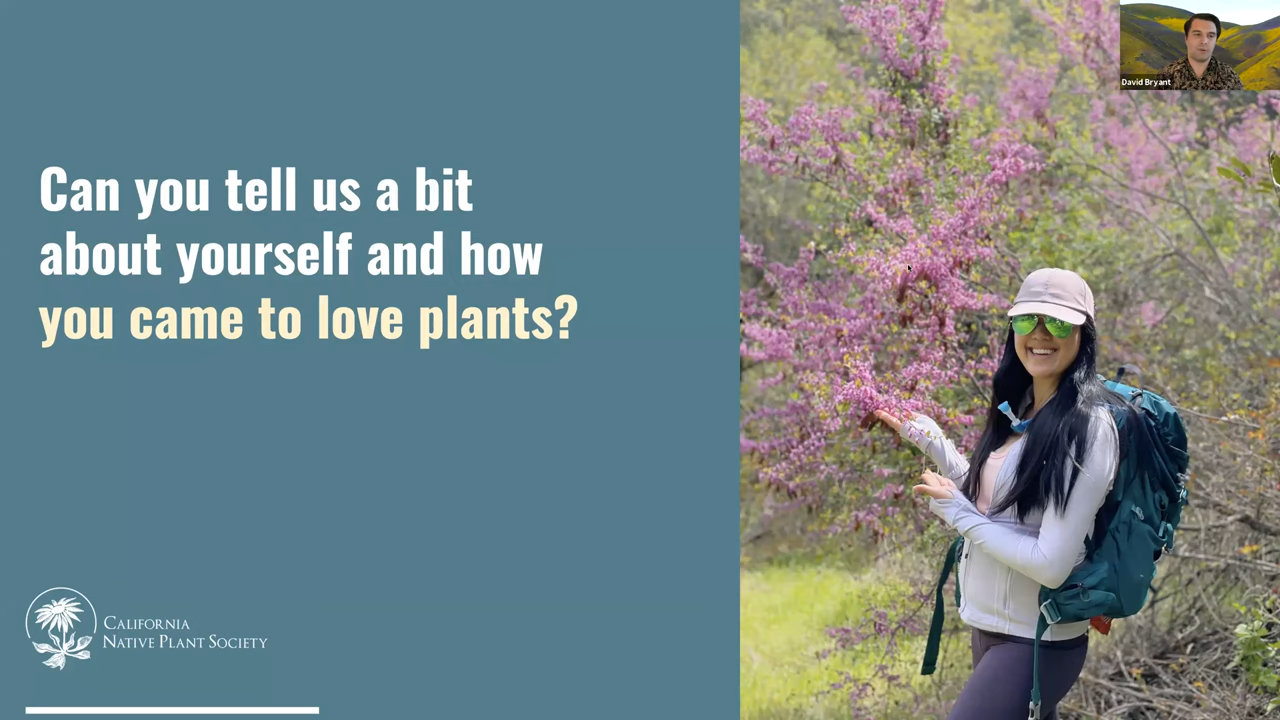 Can you tell us a bit
about yourself and how
you came to love plants?
California
Native Plant Society
David Bryant